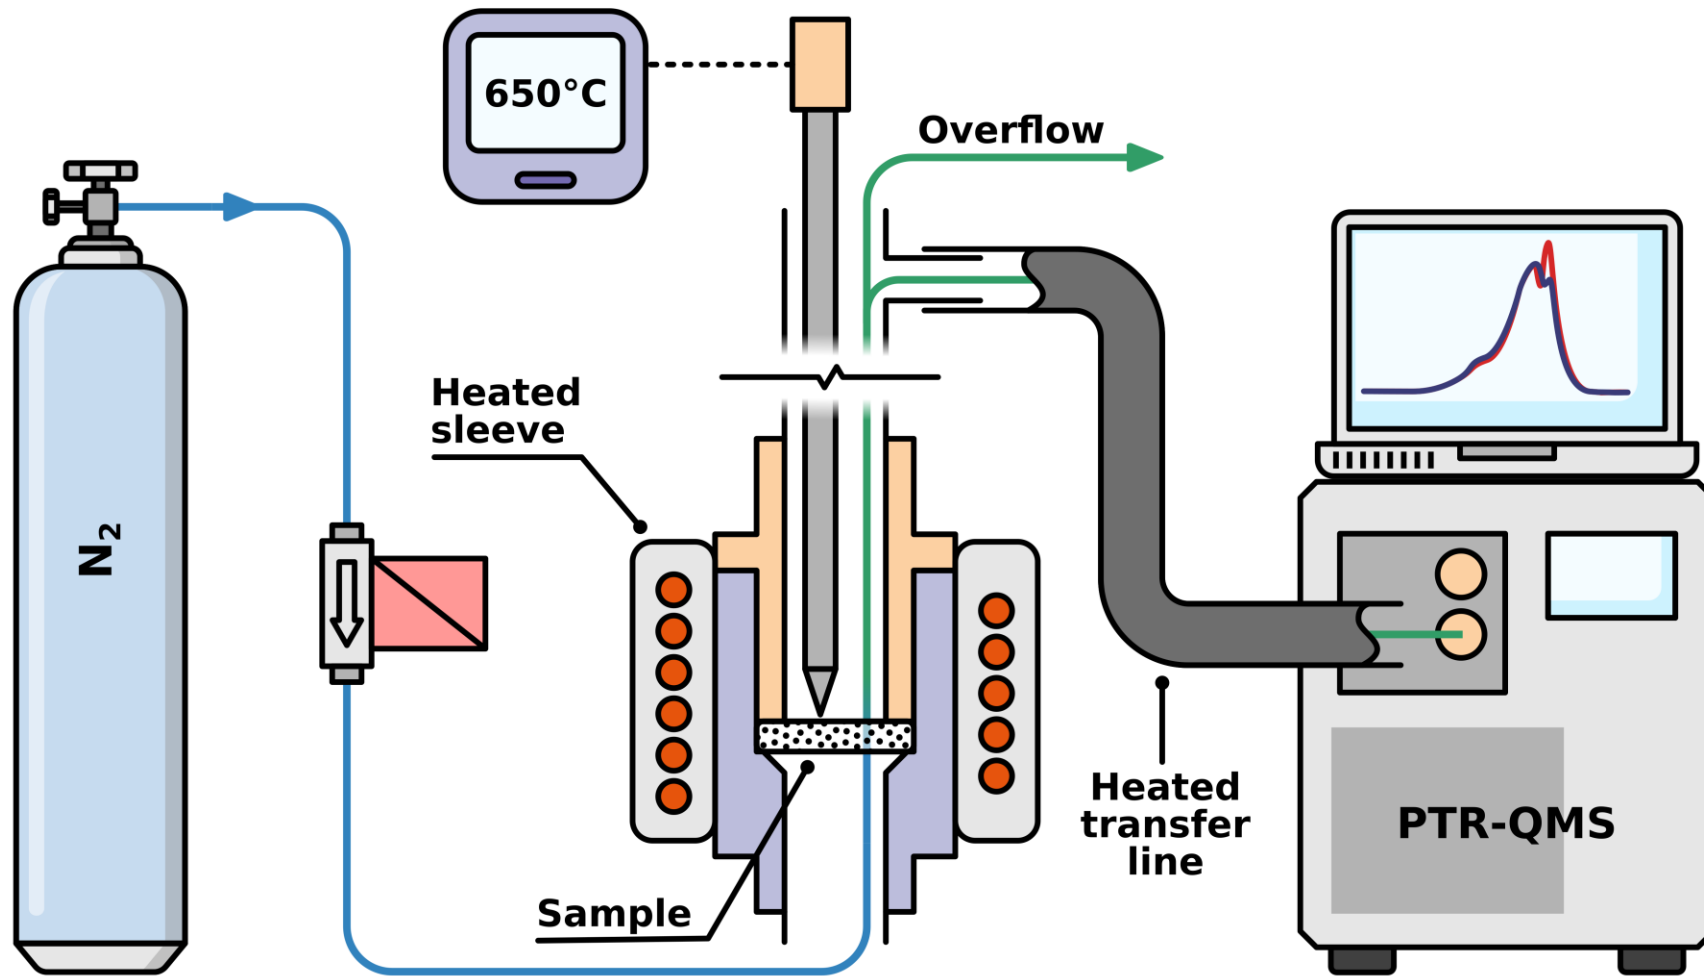 650°C
Overflow
Heated
sleeve
N₂
Heated
transfer
line
PTR-QMS
Sample